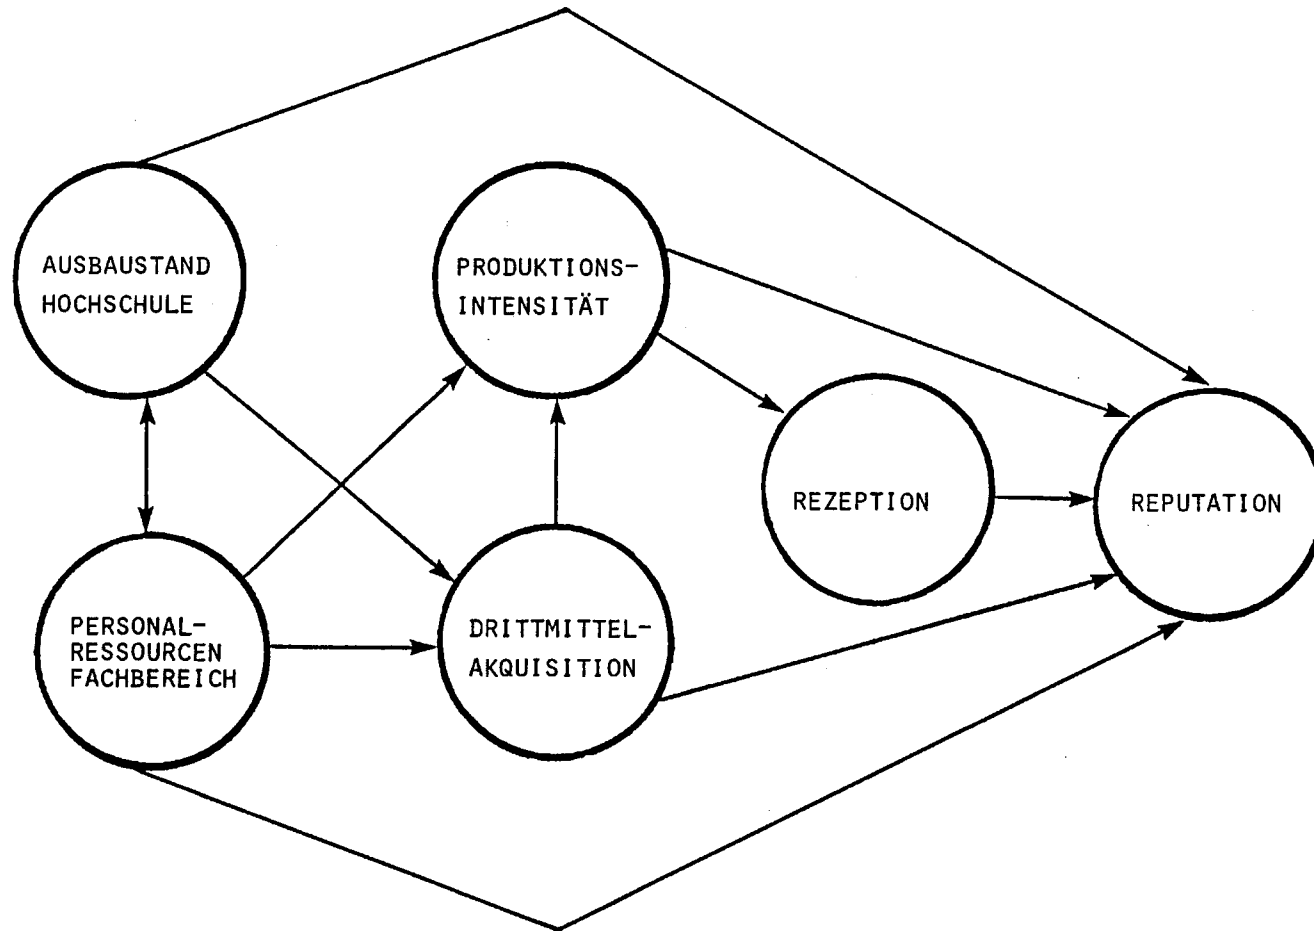 AUSBAUSTAND
HOCHSCHULE
PRODUKTIONS-
INTENSITÄT
REZEPTION
REPUTATION
PERSONAL-
RESSOURCEN
FACHBEREICH
DRITTMITTEL-
AKQUISITION